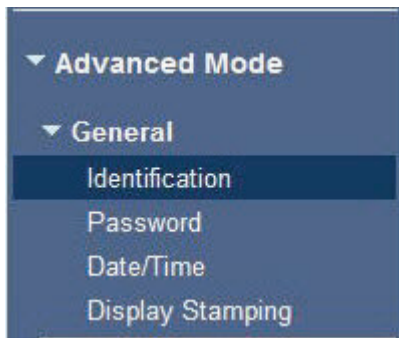 Advanced Mode
General
Identification
Password
Date/Time
Display Stamping